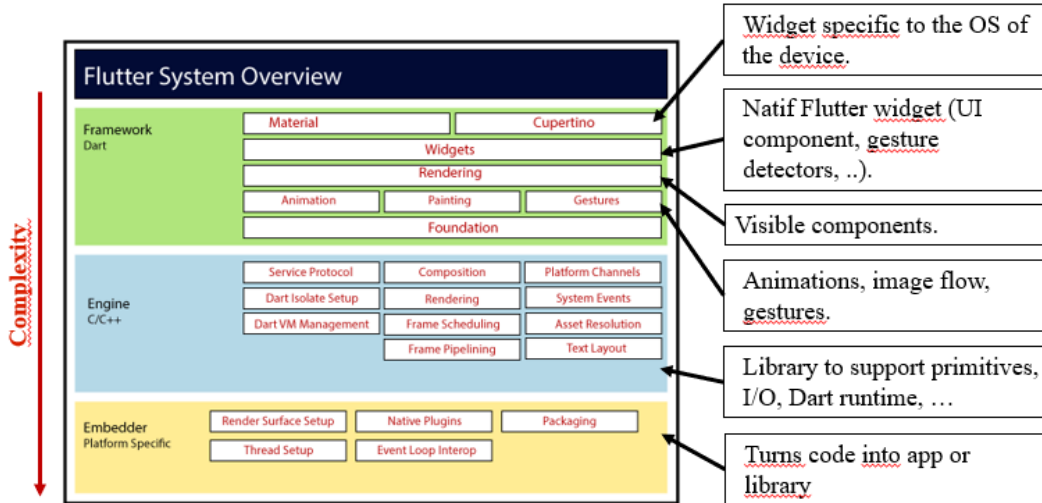 Flutter System Overview
Complexity
Framework
Dart
Material
Cupertino
Widgets
Rendering
Animation
Painting
Gestures
Foundation
Engine
C/C++
Service Protocol
Composition
Platform Channels
Dart Isolate Setup
Rendering
System Events
Dart VM Management
Frame Scheduling
Asset Resolution
Frame Pipelining
Text Layout
Embedder
Platform Specific
Render Surface Setup
Native Plugins
Packaging
Thread Setup
Event Loop Interop
Widget specific to the OS of
the device.
Natif Flutter widget (UI
component, gesture
detectors, ..).
Visible components.
Animations, image flow,
gestures.
Library to support primitives,
I/O, Dart runtime, …
Turns code into app or
library